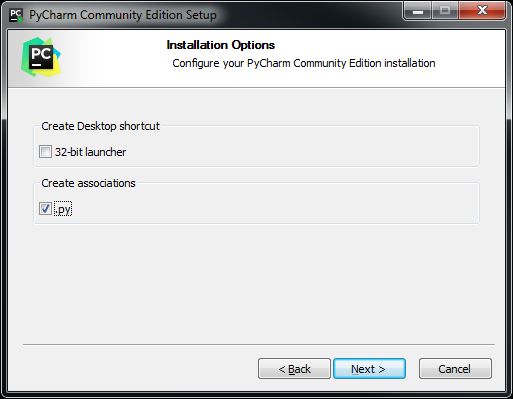 PC
PyCharm Community Edition Setup
PC
Installation Options
Configure your PyCharm Community Edition installation
Create Desktop shortcut
32-bit launcher
Create associations
.py
< Back
Next >
Cancel